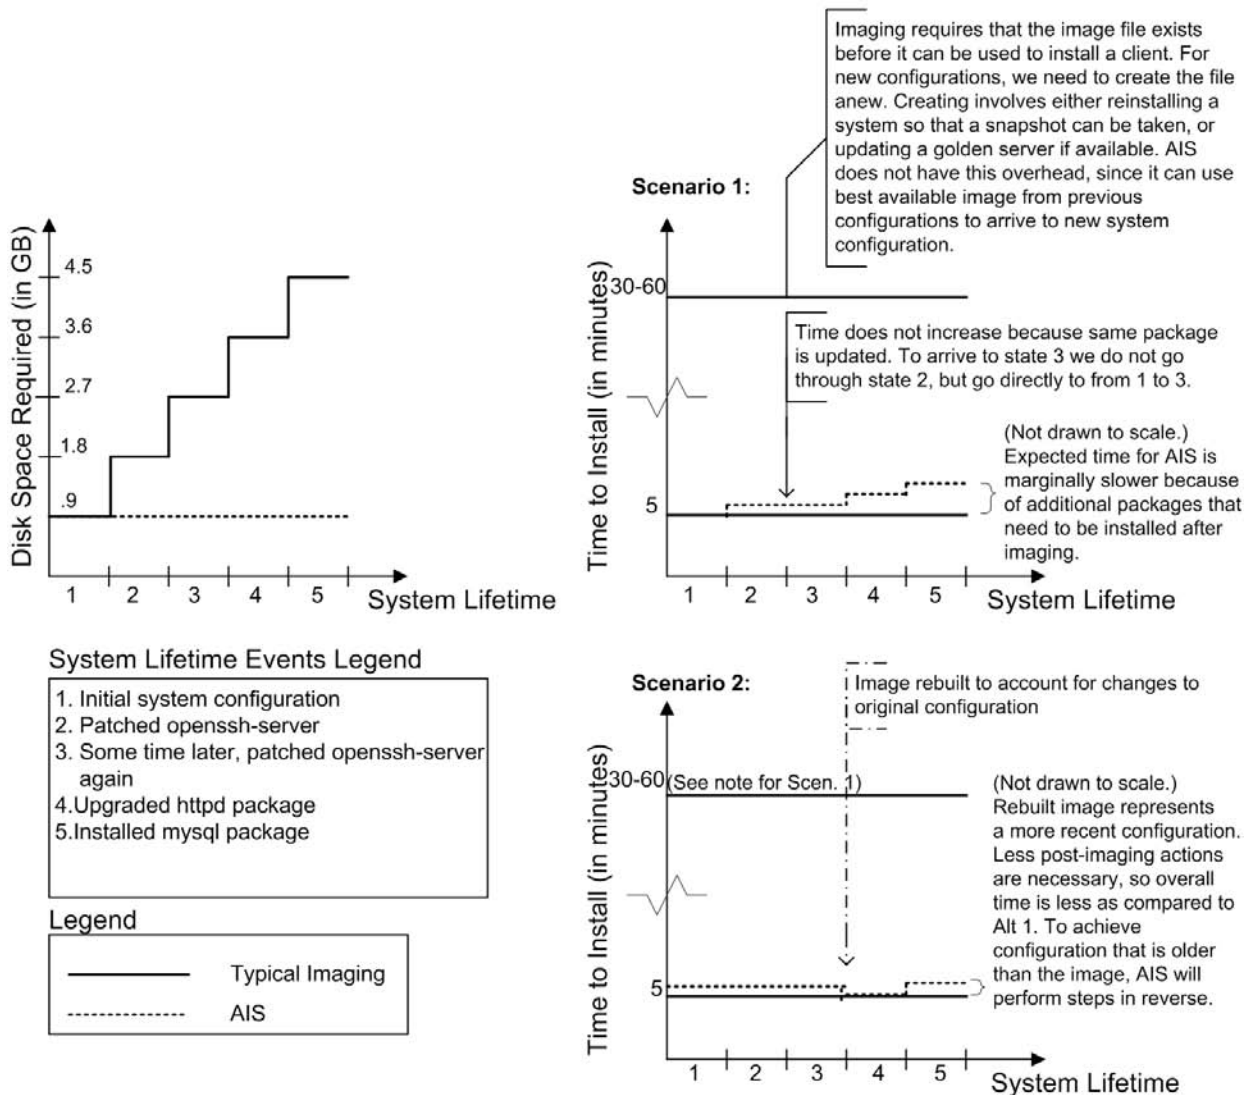 Imaging requires that the image file exists
before it can be used to install a client. For
new configurations, we need to create the file
anew. Creating involves either reinstalling a
system so that a snapshot can be taken, or
updating a golden server if available. AIS
does not have this overhead, since it can use
best available image from previous
configurations to arrive to new system
configuration.
Disk Space Required (in GB)
4.5
3.6
2.7
1.8
.9
1 2 3 4 5
System Lifetime
Scenario 1:
Time to Install (in minutes)
30-60
Time does not increase because same package
is updated. To arrive to state 3 we do not go
through state 2, but go directly to from 1 to 3.
(Not drawn to scale.)
Expected time for AIS is
marginally slower because
of additional packages that
need to be installed after
imaging.
5
1 2 3 4 5
System Lifetime
System Lifetime Events Legend
1. Initial system configuration
2. Patched openssh-server
3. Some time later, patched openssh-server
again
4.Upgraded httpd package
5.Installed mysql package
Legend
Typical Imaging
AIS
Scenario 2:
Image rebuilt to account for changes to
original configuration
Time to Install (in minutes)
30-60 (See note for Scen. 1)
(Not drawn to scale.)
Rebuilt image represents
a more recent configuration.
Less post-imaging actions
are necessary, so overall
time is less as compared to
Alt 1. To achieve
configuration that is older
than the image, AIS will
perform steps in reverse.
5
1 2 3 4 5
System Lifetime